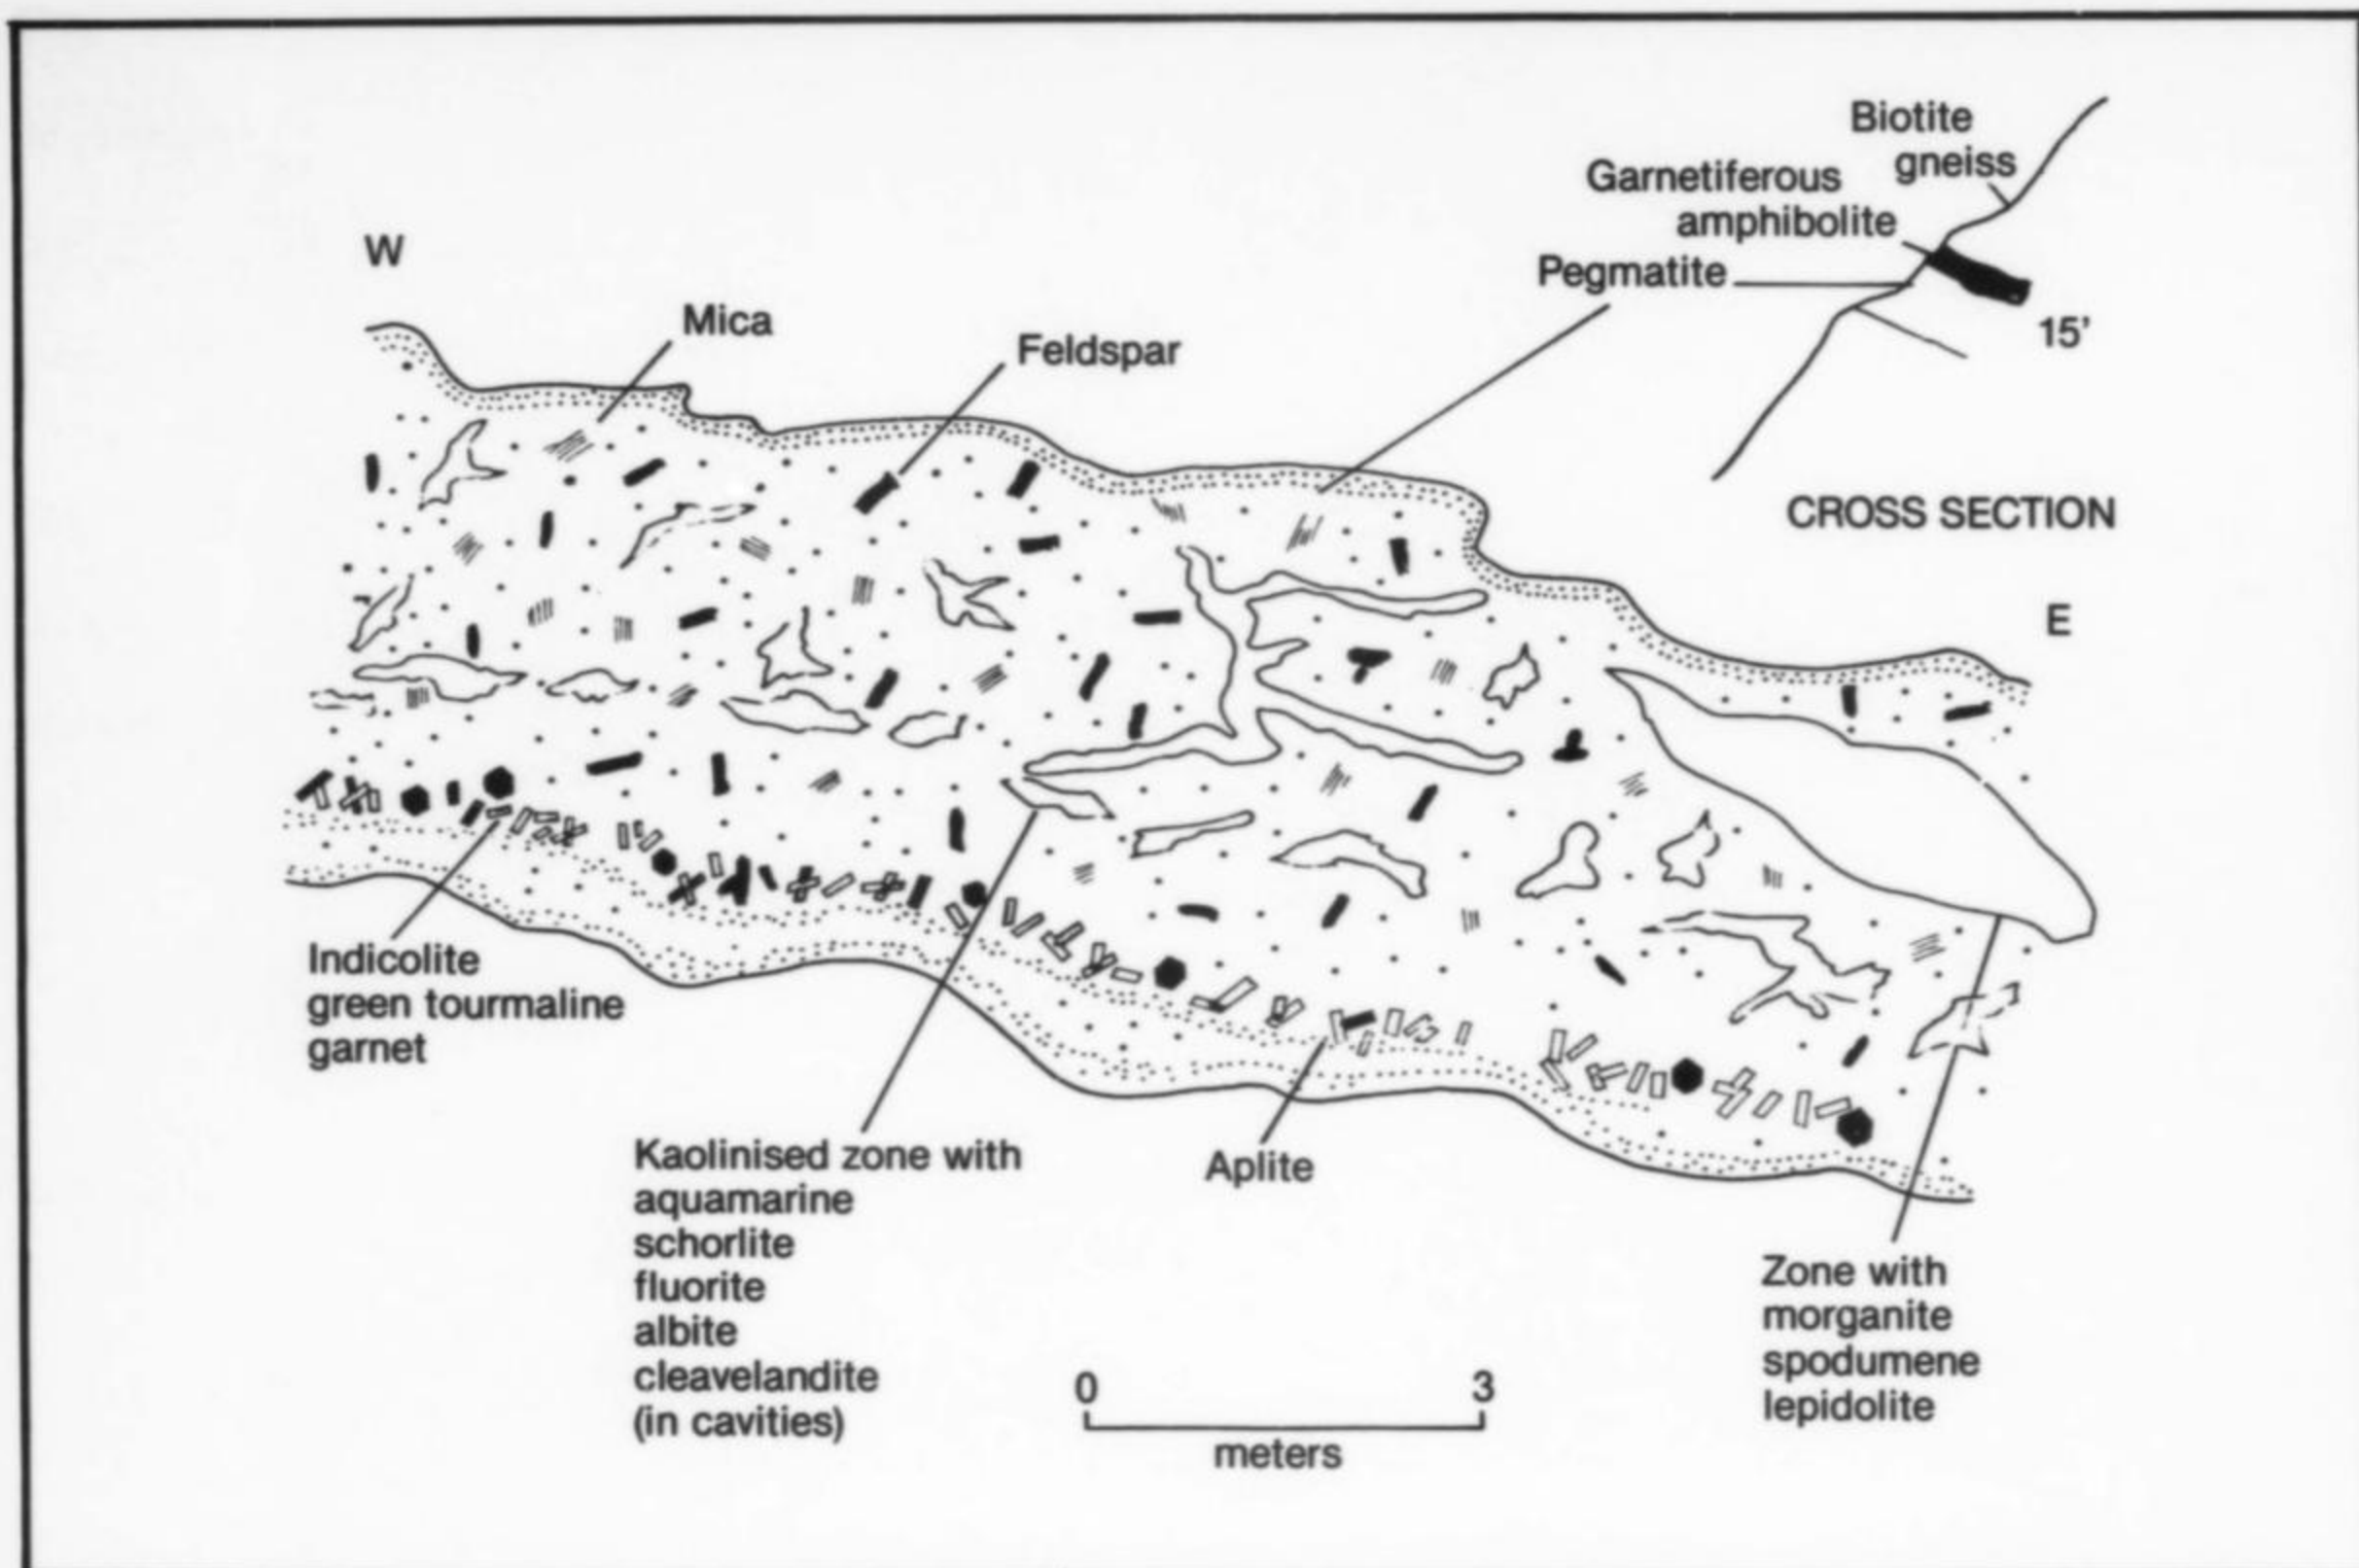 Biotite
gneiss
Garnetiferous
amphibolite
Pegmatite
15'
CROSS SECTION
W
Mica
Feldspar
E
Indicolite
green tourmaline
garnet
Kaolinised zone with
aquamarine
schorlite
fluorite
albite
cleavelandite
(in cavities)
Aplite
Zone with
morganite
spodumene
lepidolite
0 3
meters